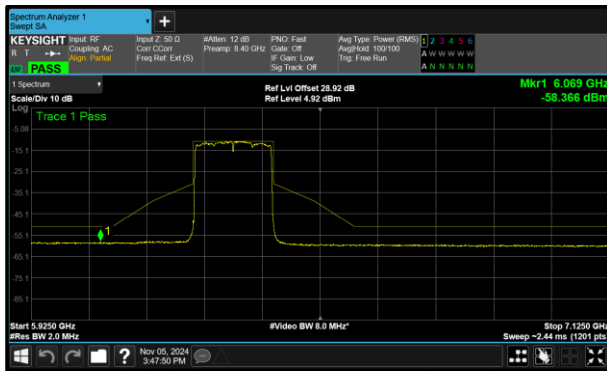 Spectrum Analyzer 1
Swept SA
+
KEYSIGHT
R T
PASS
Input: RF
Coupling: AC
Align: Partial
Input Z: 50 Ω
Corr CCorr
Freq Ref: Ext (S)
#Atten: 12 dB
Preamp: 8.40 GHz
PNO: Fast
Gate: Off
IF Gain: Low
Sig Track: Off
Avg Type: Power (RMS)
Avg|Hold: 100/100
Trig: Free Run
1 2 3 4 5 6
A W W W W W
A N N N N N
1 Spectrum
Scale/Div 10 dB
Log
Ref Lvl Offset 28.92 dB
Ref Level 4.92 dBm
Mkr1 6.069 GHz
-58.366 dBm
Trace 1 Pass
-5.08
-15.1
-25.1
-35.1
-45.1
-55.1
-65.1
-75.1
-85.1
1
Start 5.9250 GHz
#Res BW 2.0 MHz
#Video BW 8.0 MHz*
Stop 7.1250 GHz
Sweep ~2.44 ms (1201 pts)
?
Nov 05, 2024
3:47:50 PM